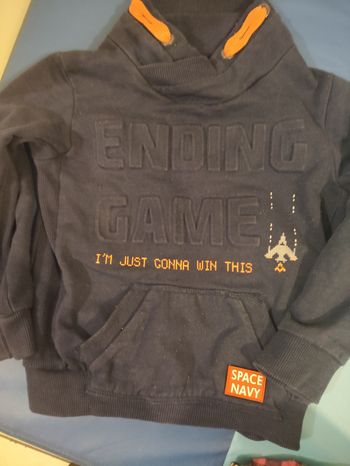 ENDING
GAME
I'M JUST GONNA WIN THIS
SPACE
NAVY